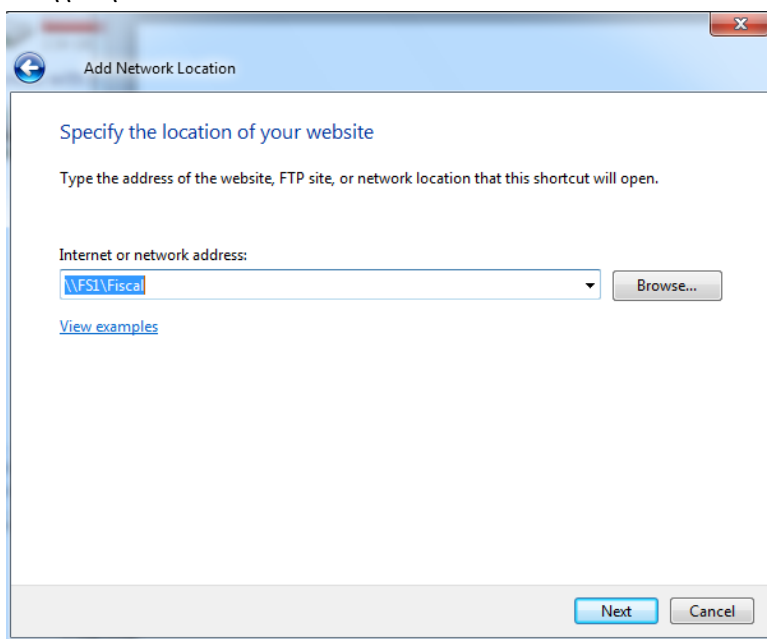 Add Network Location
Specify the location of your website
Type the address of the website, FTP site, or network location that this shortcut will open.
Internet or network address:
\\FS1\Fiscal
Browse...
View examples
Next
Cancel